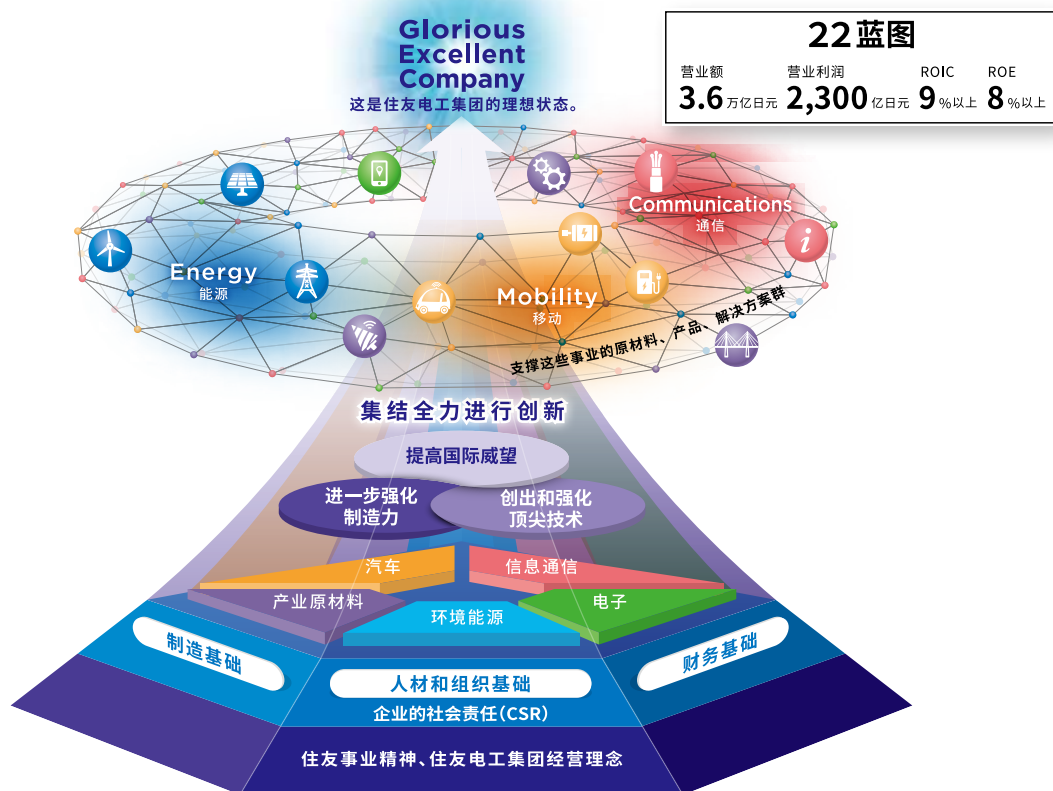 Glorious
Excellent
Company
这是住友电工集团的理想状态。
22蓝图
营业额 营业利润 ROIC ROE
3.6万亿日元 2,300亿日元 9%以上 8%以上
Communications
通信
Energy
能源
Mobility
移动
支撑这些事业的原材料、产品、解决方案群
集结全力进行创新
提高国际威望
进一步强化
制造力
创出和强化
顶尖技术
汽车
信息通信
产业原材料
环境能源
电子
制造基础
人材和组织基础
财务基础
企业的社会责任(CSR)
住友事业精神、住友电工集团经营理念